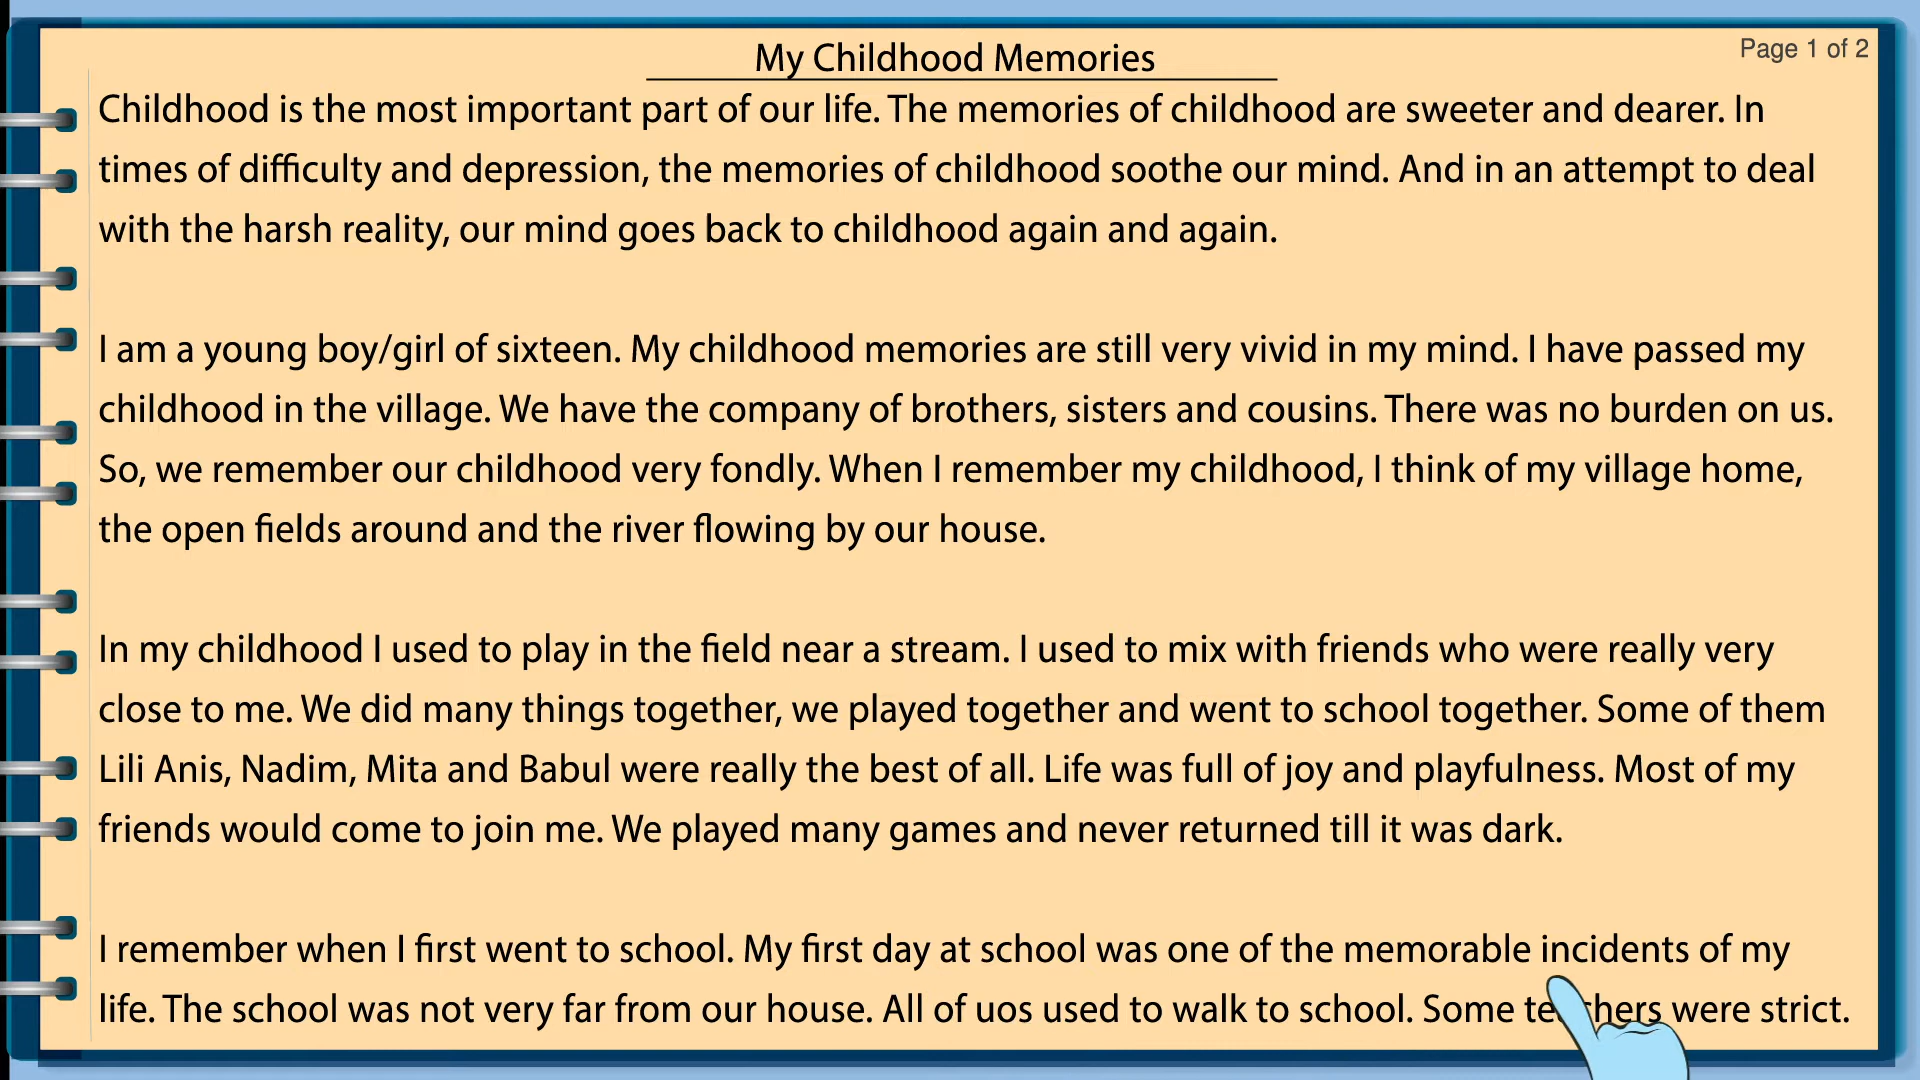 My Childhood Memories
Page 1 of 2
Childhood is the most important part of our life. The memories of childhood are sweeter and dearer. In
times of difficulty and depression, the memories of childhood soothe our mind. And in an attempt to deal
with the harsh reality, our mind goes back to childhood again and again.
I am a young boy/girl of sixteen. My childhood memories are still very vivid in my mind. I have passed my
childhood in the village. We have the company of brothers, sisters and cousins. There was no burden on us.
So, we remember our childhood very fondly. When I remember my childhood, I think of my village home,
the open fields around and the river flowing by our house.
In my childhood I used to play in the field near a stream. I used to mix with friends who were really very
close to me. We did many things together, we played together and went to school together. Some of them
Lili Anis, Nadim, Mita and Babul were really the best of all. Life was full of joy and playfulness. Most of my
friends would come to join me. We played many games and never returned till it was dark.
I remember when I first went to school. My first day at school was one of the memorable incidents of my
life. The school was not very far from our house. All of uos used to walk to school. Some teachers were strict.